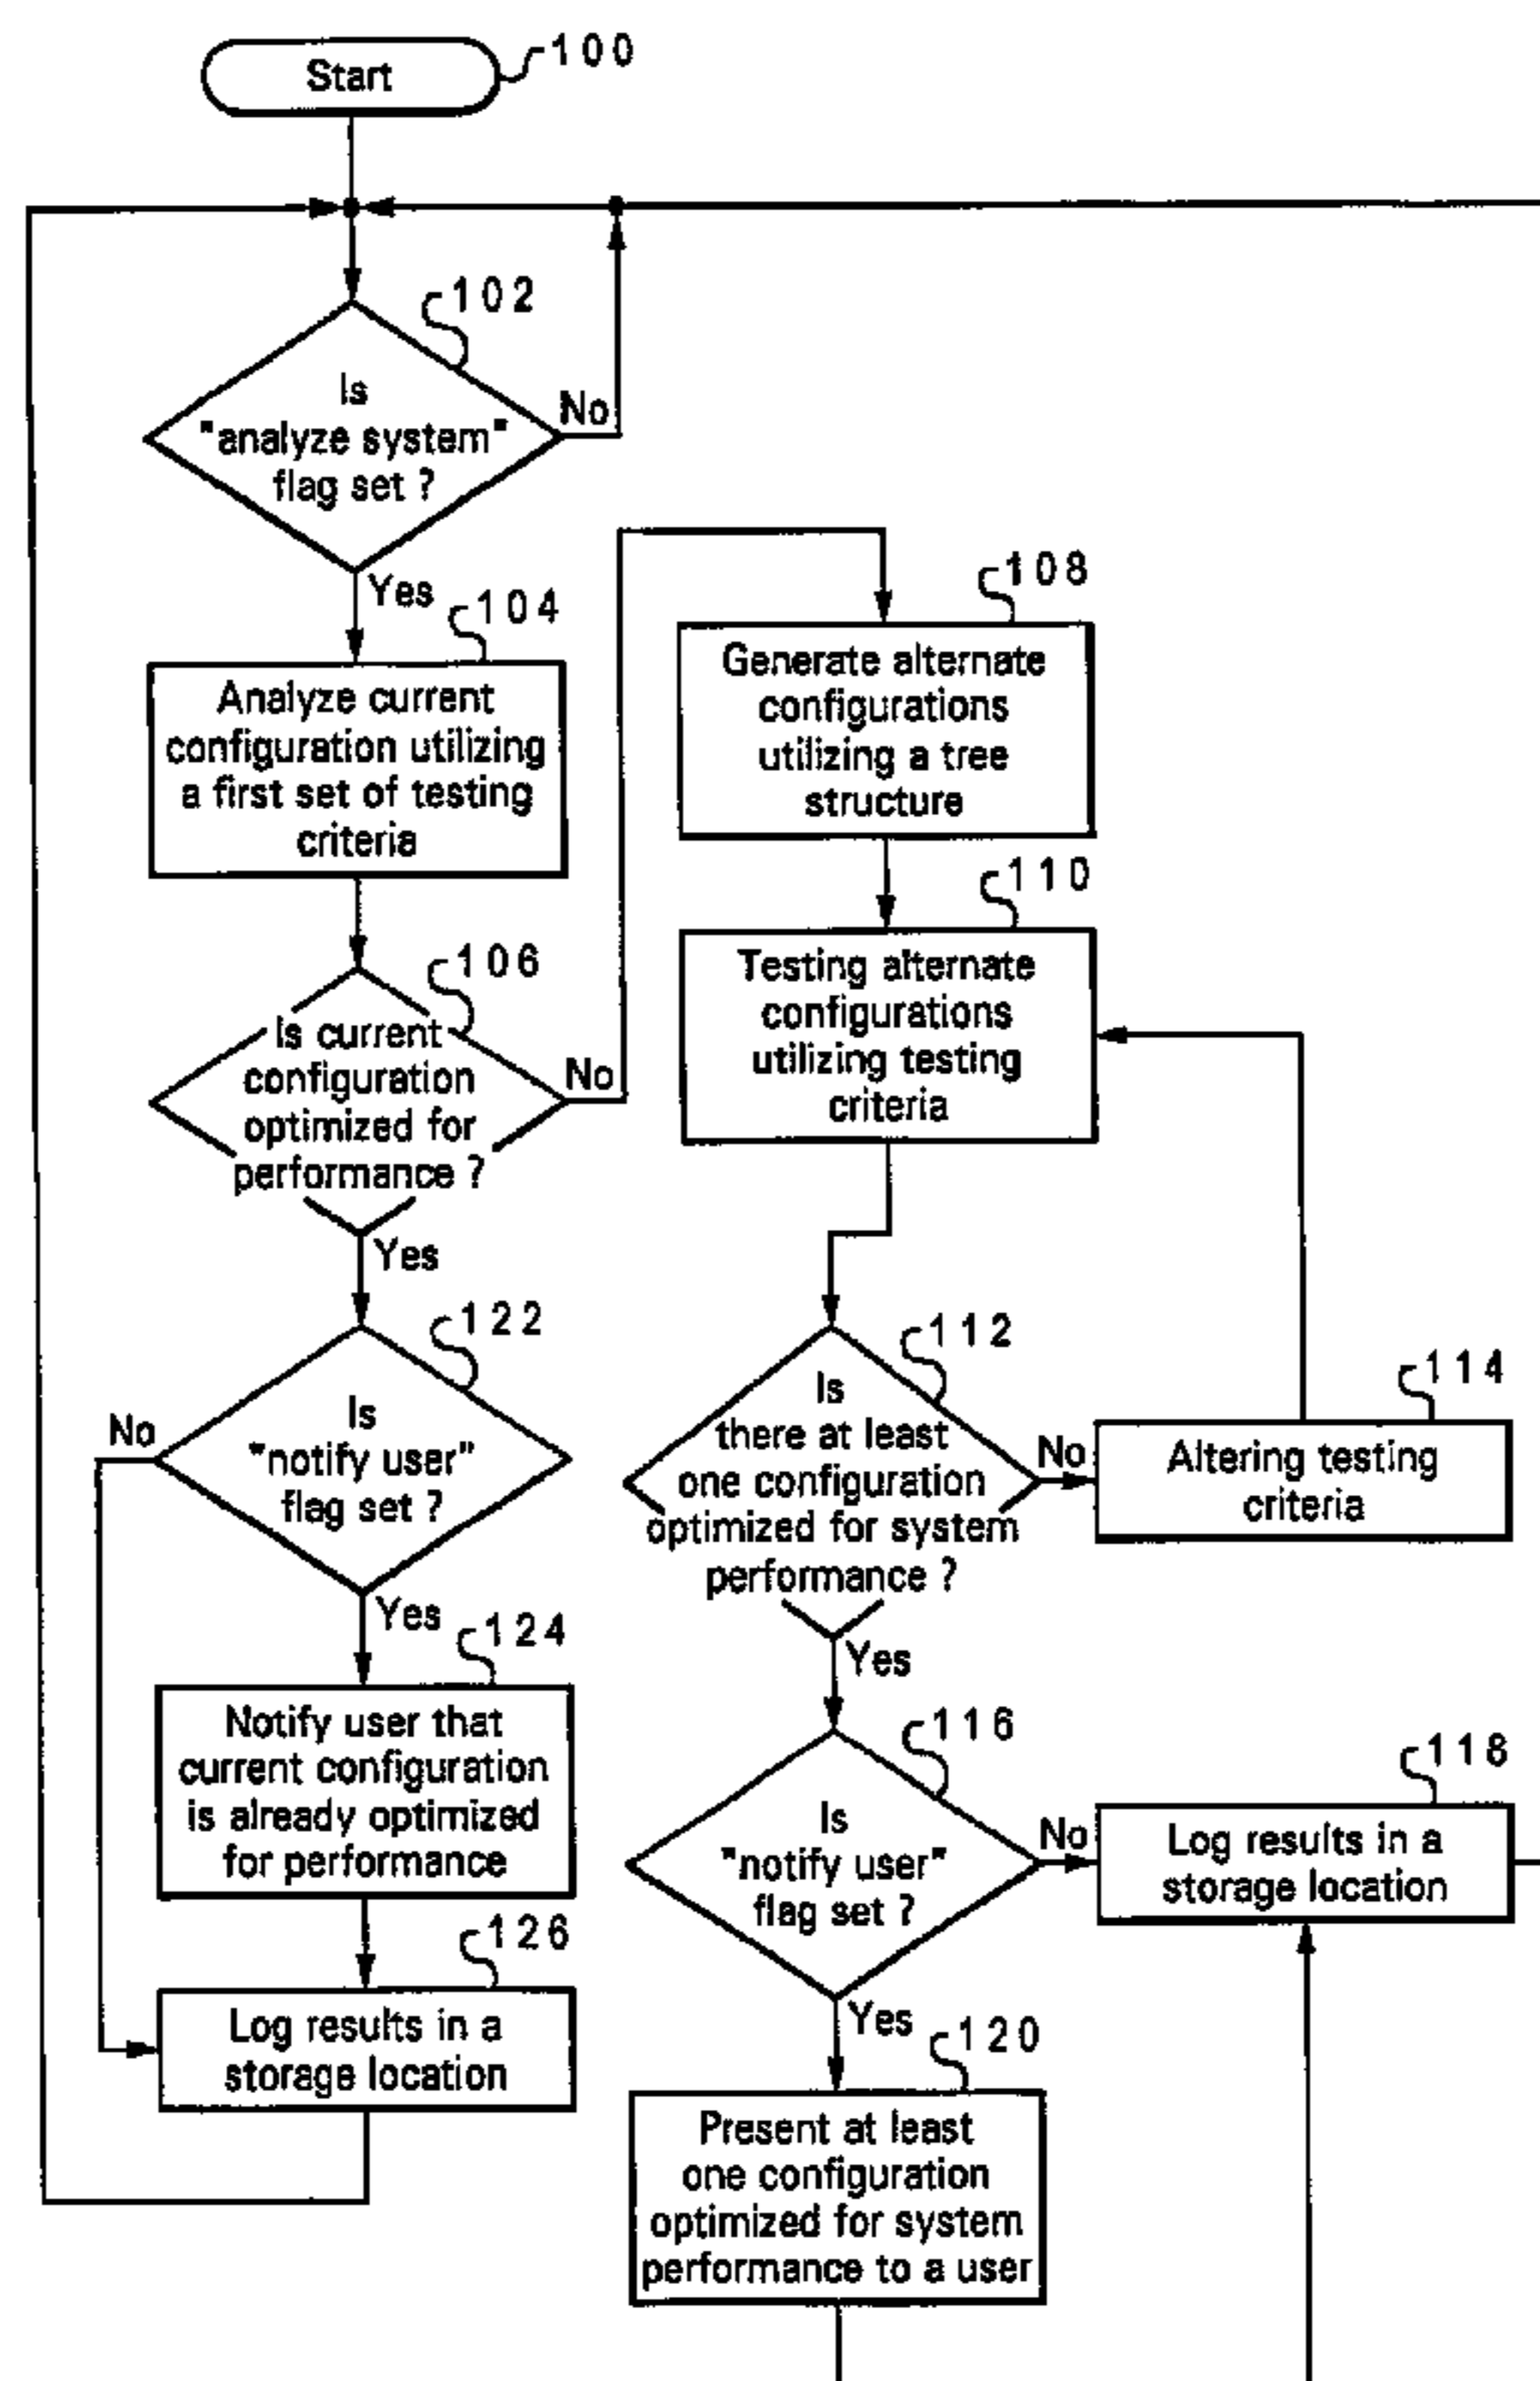 Start
100
102
Is
"analyze system"
flag set ?
No
Yes
104
Analyze current
configuration utilizing
a first set of testing
criteria
106
Is current
configuration
optimized for
performance ?
No
Yes
108
Generate alternate
configurations
utilizing a tree
structure
110
Testing alternate
configurations
utilizing testing
criteria
112
Is
there at least
one configuration
optimized for system
performance ?
No
Yes
114
Altering testing
criteria
116
Is
"notify user"
flag set ?
No
Yes
118
Log results in a
storage location
120
Present at least
one configuration
optimized for system
performance to a user
122
Is
"notify user"
flag set ?
No
Yes
124
Notify user that
current configuration
is already optimized
for performance
126
Log results in a
storage location